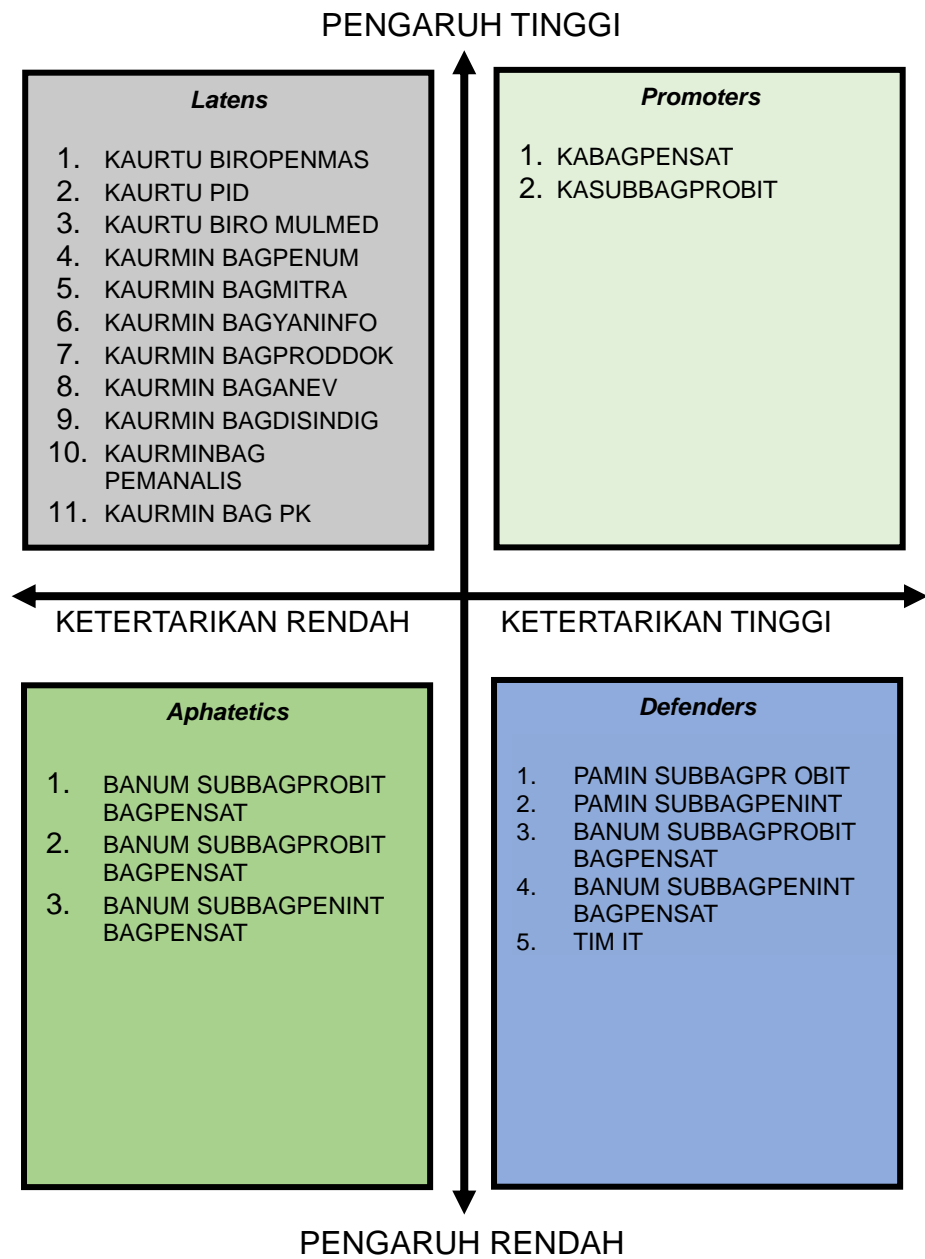 PENGARUH TINGGI
Latens
1. KAURTU BIROPENMAS
2. KAURTU PID
3. KAURTU BIRO MULMED
4. KAURMIN BAGPENUM
5. KAURMIN BAGMITRA
6. KAURMIN BAGYANINFO
7. KAURMIN BAGPRODDOK
8. KAURMIN BAGANEV
9. KAURMIN BAGDISINDIG
10. KAURMINBAG
PEMANALIS
11. KAURMIN BAG PK
Promoters
1. KABAGPENSAT
2. KASUBBAGPROBIT
KETERTARIKAN RENDAH
KETERTARIKAN TINGGI
Aphatetics
1. BANUM SUBBAGPROBIT
BAGPENSAT
2. BANUM SUBBAGPROBIT
BAGPENSAT
3. BANUM SUBBAGPENINT
BAGPENSAT
Defenders
1. PAMIN SUBBAGPR OBIT
2. PAMIN SUBBAGPENINT
3. BANUM SUBBAGPROBIT
BAGPENSAT
4. BANUM SUBBAGPENINT
BAGPENSAT
5. TIM IT
PENGARUH RENDAH